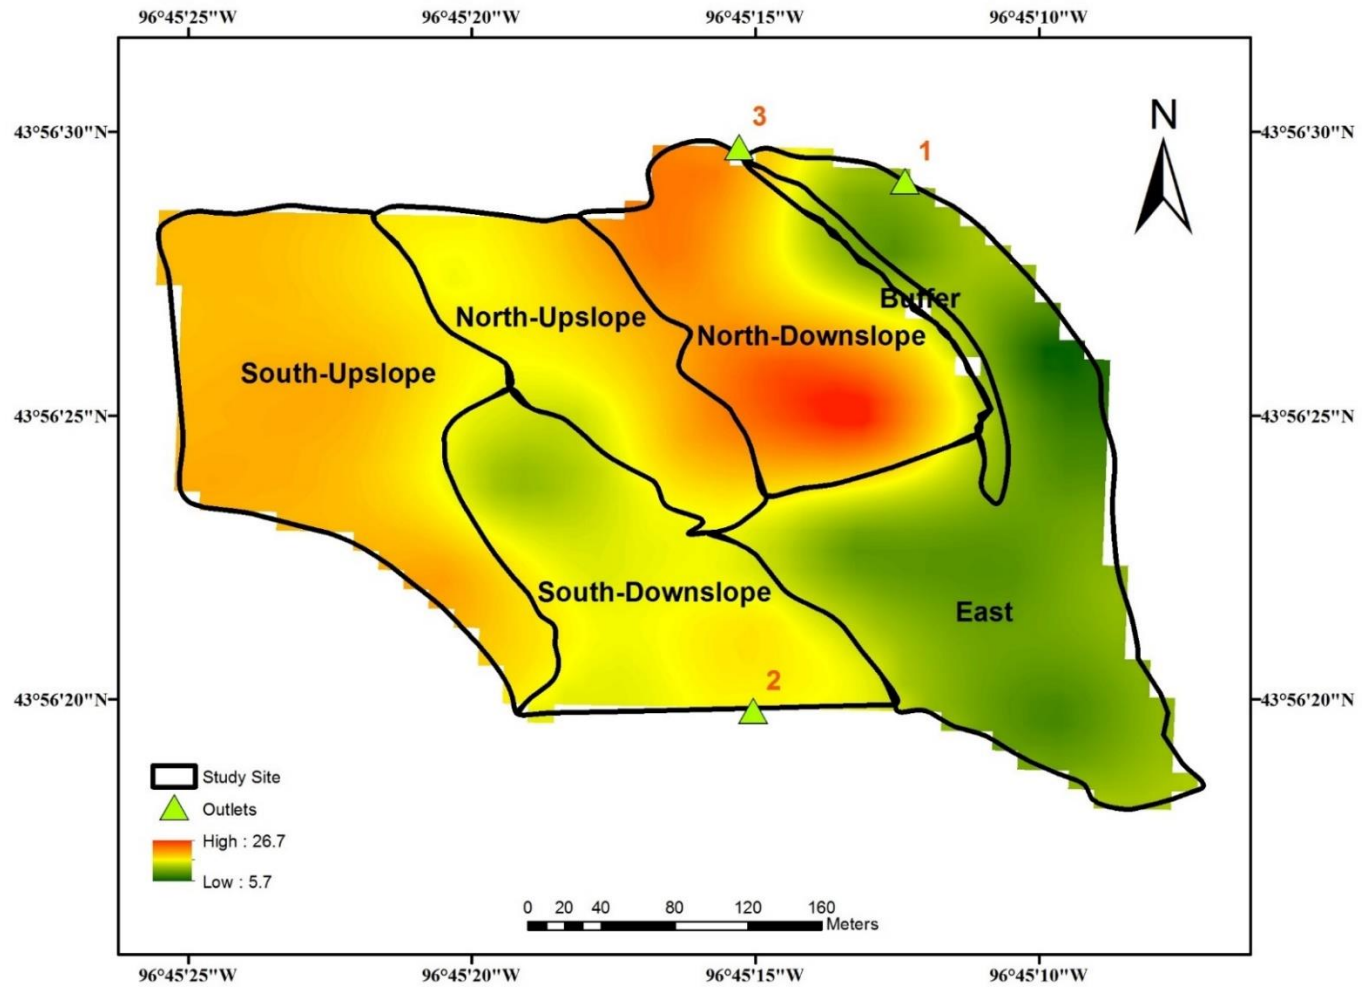 96°45'25"W 96°45'20"W 96°45'15"W 96°45'10"W
3
N
43°56'30"N 43°56'30"N
1
Buffer
North-Upslope
North-Downslope
South-Upslope
43°56'25"N 43°56'25"N
South-Downslope
East
2
43°56'20"N 43°56'20"N
Study Site
Outlets
High : 26.7
Low : 5.7
0 20 40 80 120 160
Meters
96°45'25"W 96°45'20"W 96°45'15"W 96°45'10"W